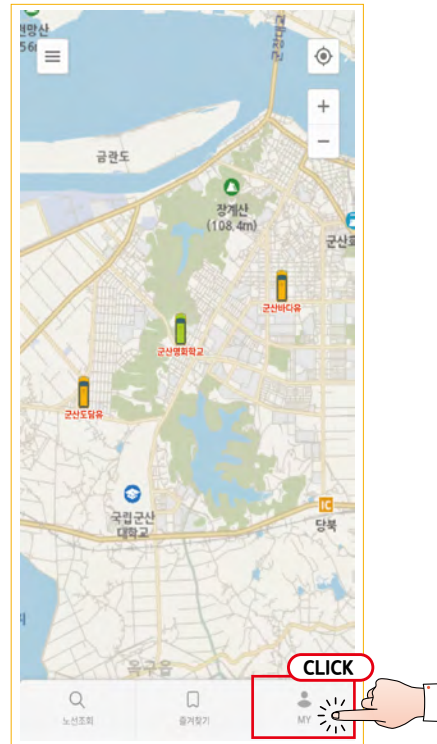 금란도
장계산
(108.4m)
군산바다유
군산명화학교
군산도담유
국립군산
대학교
IC
당북
옥구읍
CLICK
노선조회
즐겨찾기
MY